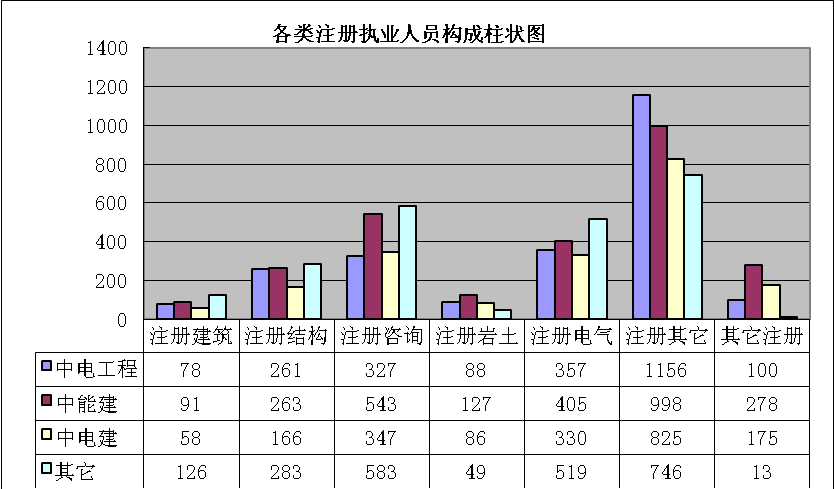 各类注册执业人员构成柱状图
1400
1200
1000
800
600
400
200
0
注册建筑 注册结构 注册咨询 注册岩土 注册电气 注册其它 其它注册
中电工程 78 261 327 88 357 1156 100
中能建 91 263 543 127 405 998 278
中电建 58 166 347 86 330 825 175
其它 126 283 583 49 519 746 13